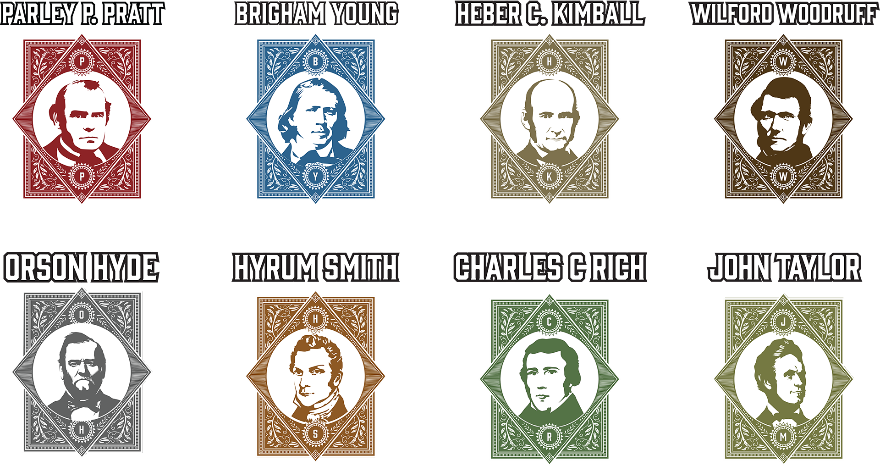 PARLEY P. PRATT
BRIGHAM YOUNG
HEBER C. KIMBALL
WILFORD WOODRUFF
P
B
H
W
P
Y
K
W
ORSON HYDE
HYRUM SMITH
CHARLES C RICH
JOHN TAYLOR
O
H
C
J
H
S
R
M